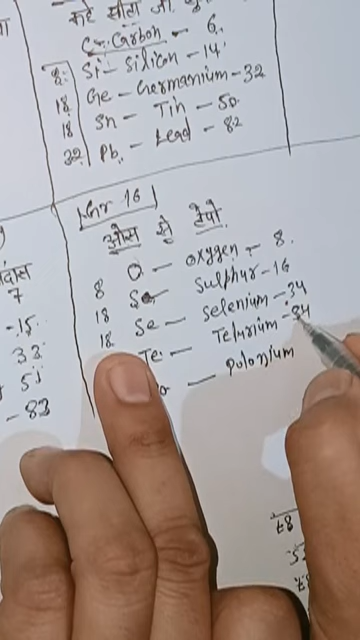 कहे सीता जी
C - Carbon - 6
8 Si - Silicon - 14
18 Ge - Germanium - 32
18 Sn - Tin - 50
32 Pb - Lead - 82
Gr 16
ओस से टेपो
8 O - oxygen - 8
18 S - Sulphur - 16
18 Se - Selenium - 34
Te - Telurium - 84
Polonium
7
-15
33
51
- 83